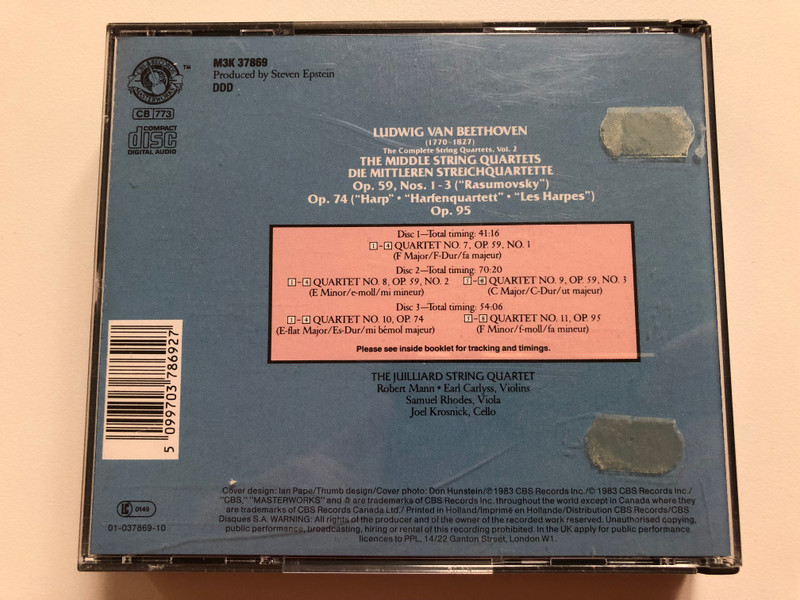 M3K 37869
Produced by Steven Epstein
DDD
CBS RECORDS
MASTERWORKS
TM
CB 773
COMPACT
disc
DIGITAL AUDIO
LUDWIG VAN BEETHOVEN
(1770-1827)
The Complete String Quartets, Vol. 2
THE MIDDLE STRING QUARTETS
DIE MITTLEREN STREICHQUARTETTE
Op. 59, Nos. 1-3 ("Rasumovsky")
Op. 74 ("Harp" • "Harfenquartett" • "Les Harpes")
Op. 95
Disc 1—Total timing: 41:16
1-4 QUARTET NO. 7, OP. 59, NO. 1
(F Major/F-Dur/fa majeur)
Disc 2—Total timing: 70:20
1-4 QUARTET NO. 8, OP. 59, NO. 2
(E Minor/e-moll/mi mineur)
QUARTET NO. 9, OP. 59, NO. 3
(C Major/C-Dur/ut majeur)
Disc 3—Total timing: 54:06
1-4 QUARTET NO. 10, OP. 74
(E-flat Major/Es-Dur/mi bémol majeur)
QUARTET NO. 11, OP. 95
(F Minor/f-moll/fa mineur)
Please see inside booklet for tracking and timings.
THE JUILLIARD STRING QUARTET
Robert Mann • Earl Carlyss, Violins
Samuel Rhodes, Viola
Joel Krosnick, Cello
5 099703 786927
LC 0149
01-037869-10
Cover design: Ian Pape/Thumb design/Cover photo: Don Hunstein/℗ 1983 CBS Records Inc./© 1983 CBS Records Inc./
"CBS," "MASTERWORKS" and are trademarks of CBS Records Inc. throughout the world except in Canada where they
are trademarks of CBS Records Canada Ltd./Printed in Holland/Imprimé en Hollande/Distribution CBS Records/CBS
Disques S.A. WARNING: All rights of the producer and of the owner of the recorded work reserved. Unauthorised copying,
public performance, broadcasting, hiring or rental of this recording prohibited. In the UK apply for public performance
licences to PPL, 14/22 Ganton Street, London W1.